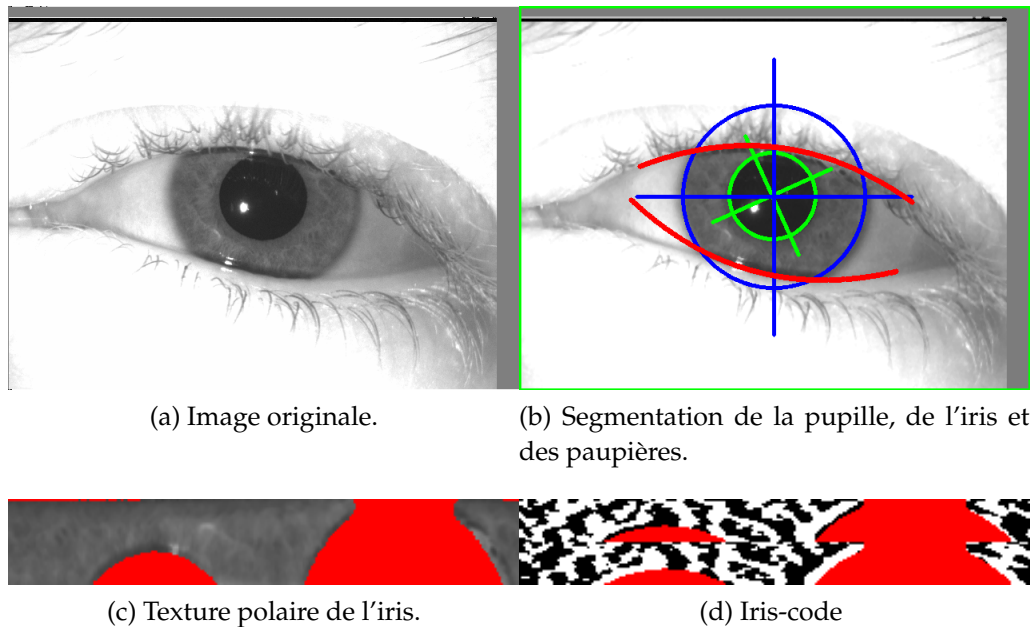 (a) Image originale.
(b) Segmentation de la pupille, de l'iris et
des paupières.
(c) Texture polaire de l'iris.
(d) Iris-code